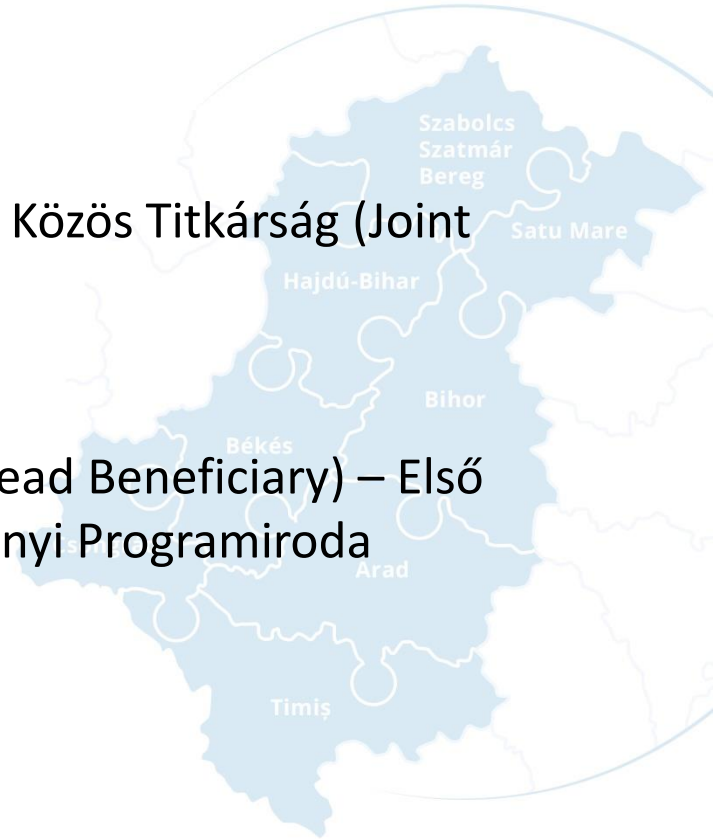 Szabolcs
Szatmár
Bereg
Közös Titkárság (Joint
Satu Mare
Hajdú-Bihar
Bihor
Békés
ead Beneficiary) – Első
nyi Programiroda
Arad
Timiș